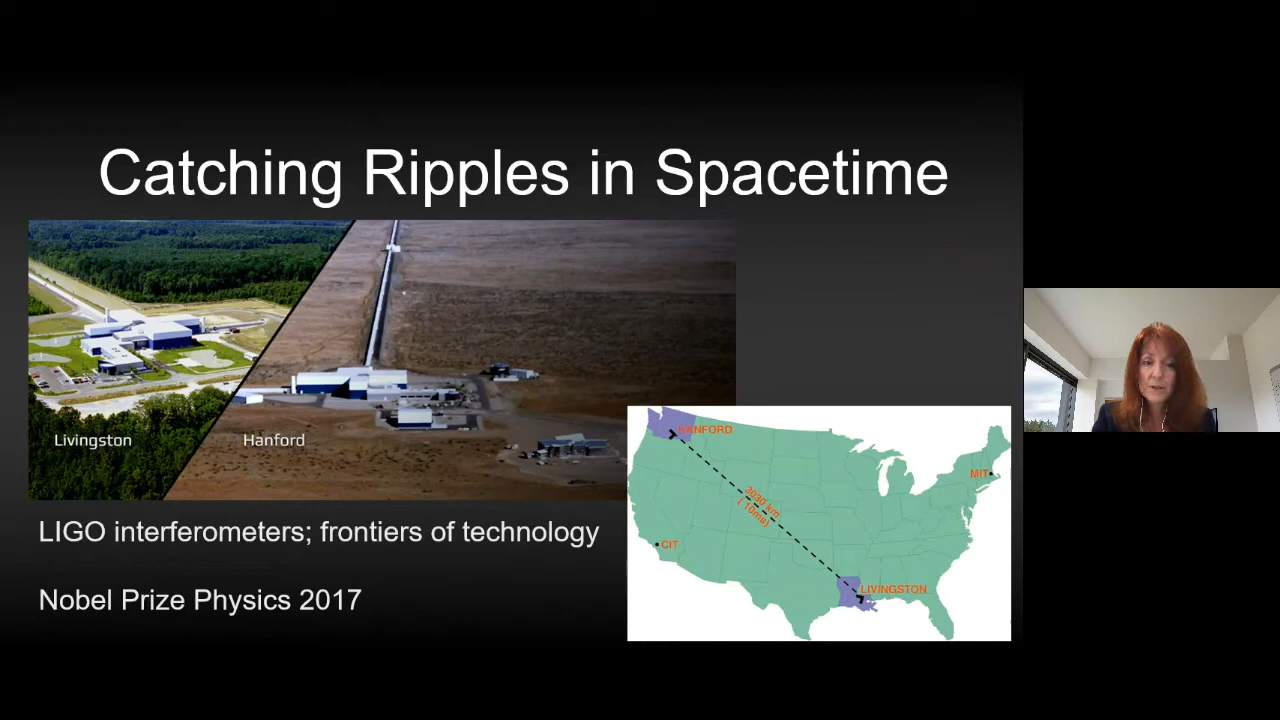 Catching Ripples in Spacetime
Livingston
Hanford
HANFORD
MIT
3030 km
( 10ms)
CIT
LIVINGSTON
LIGO interferometers; frontiers of technology
Nobel Prize Physics 2017